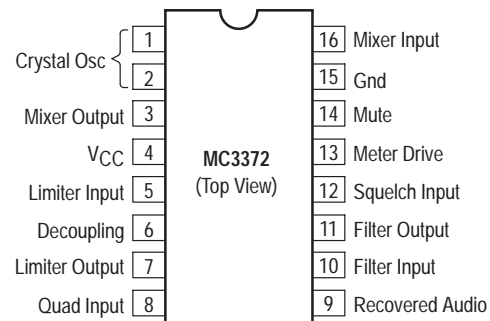 Crystal Osc
1
2
Mixer Output 3
VCC 4
Limiter Input 5
Decoupling 6
Limiter Output 7
Quad Input 8
MC3372
(Top View)
16 Mixer Input
15 Gnd
14 Mute
13 Meter Drive
12 Squelch Input
11 Filter Output
10 Filter Input
9 Recovered Audio